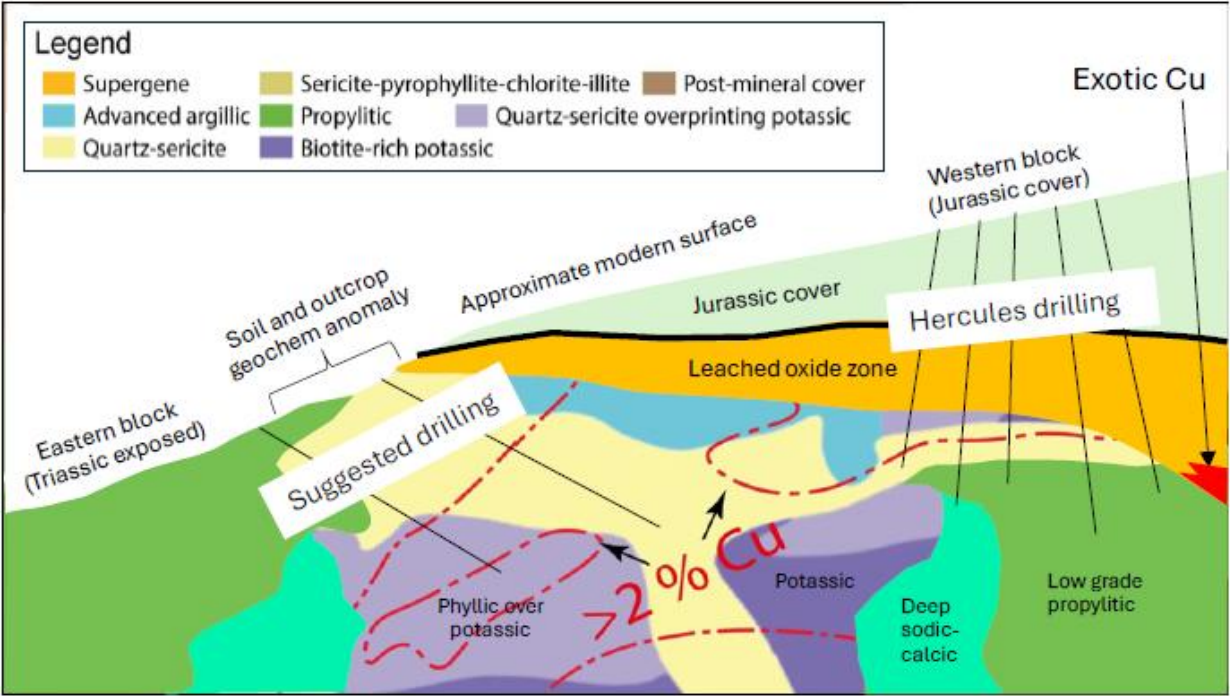 Legend
Supergene
Sericite-pyrophyllite-chlorite-illite
Post-mineral cover
Advanced argillic
Propylitic
Quartz-sericite overprinting potassic
Quartz-sericite
Biotite-rich potassic
Exotic Cu
Western block
(Jurassic cover)
Approximate modern surface
Soil and outcrop
geochem anomaly
Jurassic cover
Hercules drilling
Leached oxide zone
Eastern block
(Triassic exposed)
Suggested drilling
>2 % Cu
Potassic
Phyllic over
potassic
Deep
sodic-
calcic
Low grade
propylitic